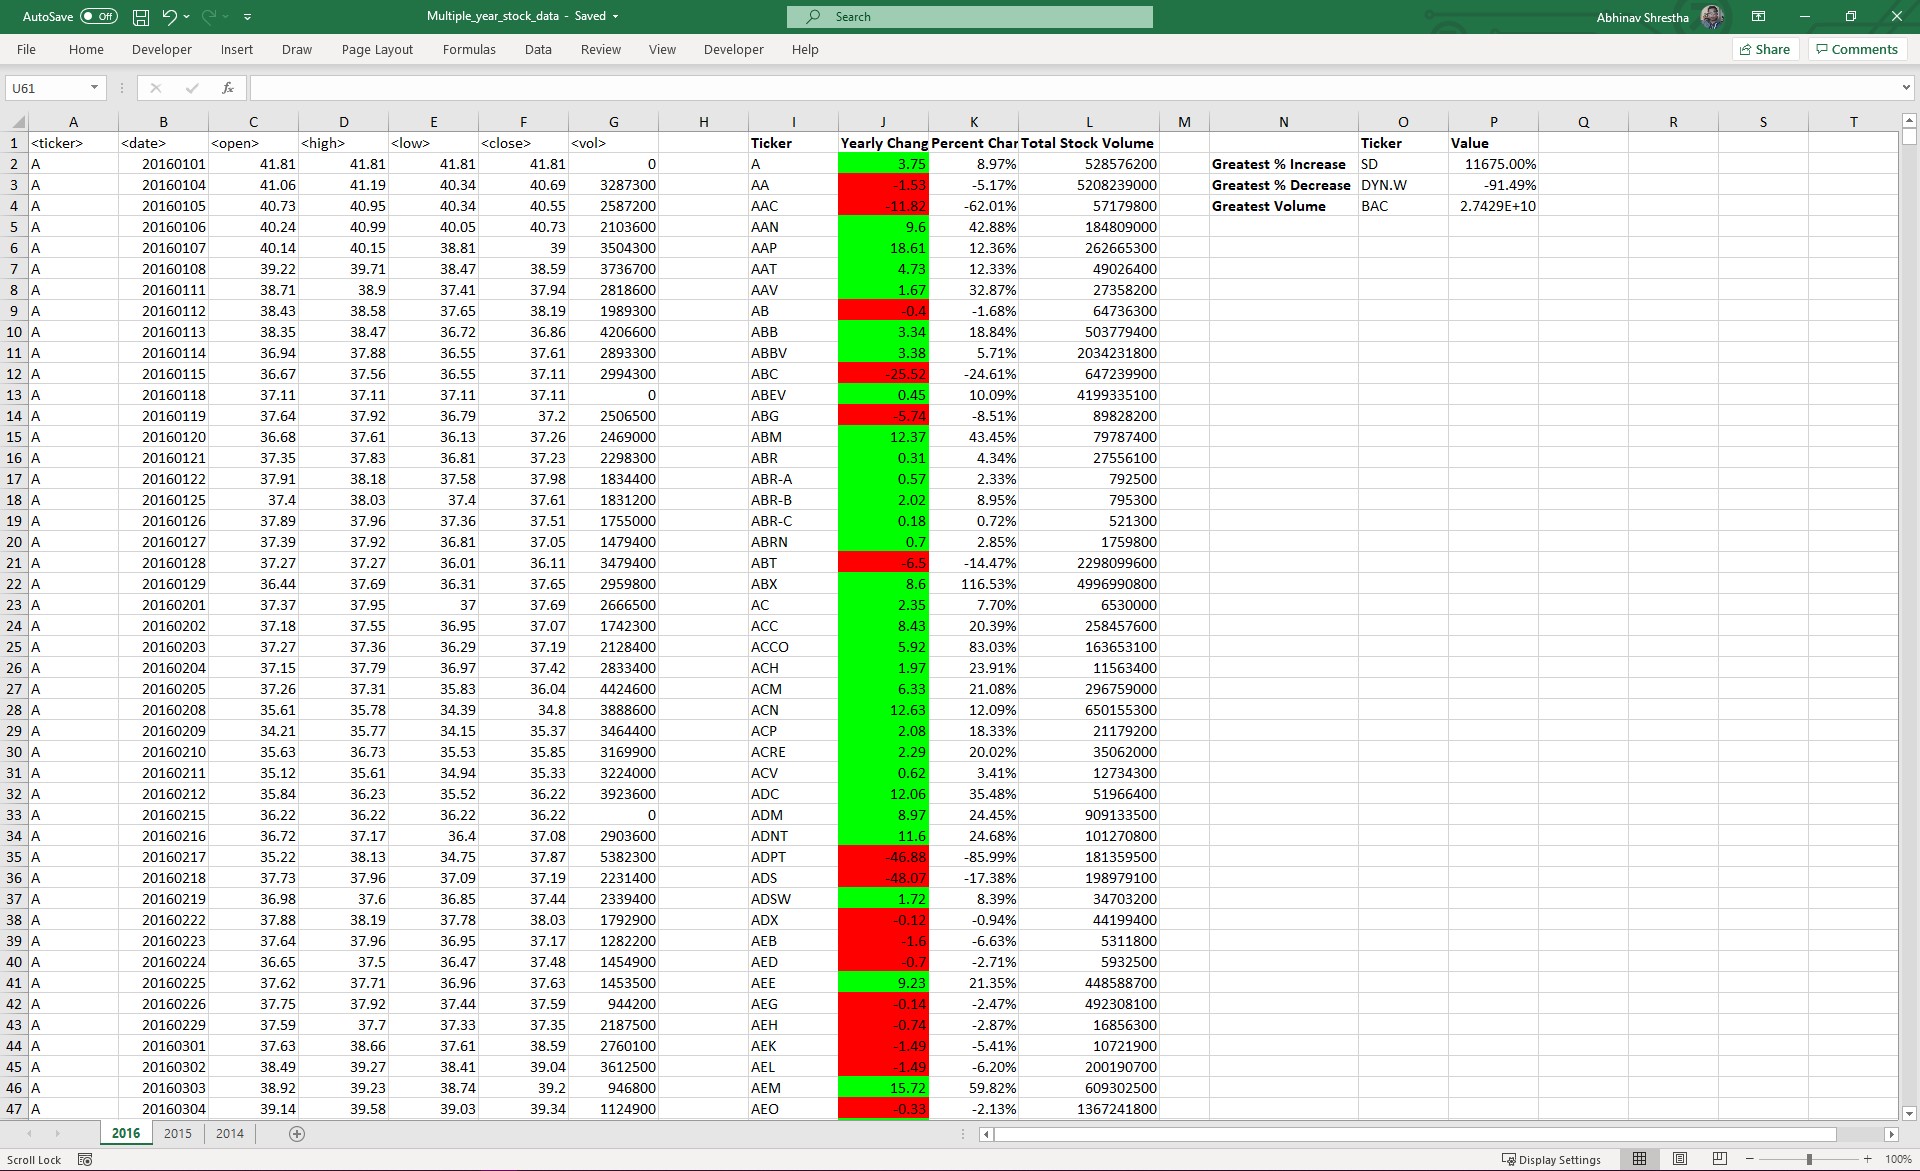 AutoSave Off Multiple_year_stock_data - Saved Search Abhinav Shrestha
File Home Developer Insert Draw Page Layout Formulas Data Review View Developer Help Share Comments
U61 fx
A B C D E F G H I J K L M N O P Q R S T
1 <ticker> <date> <open> <high> <low> <close> <vol> Ticker Yearly Chang Percent Char Total Stock Volume Ticker Value
2 A 20160101 41.81 41.81 41.81 41.81 0 A 3.75 8.97% 528576200 Greatest % Increase SD 11675.00%
3 A 20160104 41.06 41.19 40.34 40.69 3287300 AA -1.53 -5.17% 5208239000 Greatest % Decrease DYN.W -91.49%
4 A 20160105 40.73 40.95 40.34 40.55 2587200 AAC -11.82 -62.01% 57179800 Greatest Volume BAC 2.7429E+10
5 A 20160106 40.24 40.99 40.05 40.73 2103600 AAN 9.6 42.88% 184809000
6 A 20160107 40.14 40.15 38.81 39 3504300 AAP 18.61 12.36% 262665300
7 A 20160108 39.22 39.71 38.47 38.59 3736700 AAT 4.73 12.33% 49026400
8 A 20160111 38.71 38.9 37.41 37.94 2818600 AAV 1.67 32.87% 27358200
9 A 20160112 38.43 38.58 37.65 38.19 1989300 AB -0.4 -1.68% 64736300
10 A 20160113 38.35 38.47 36.72 36.86 4206600 ABB 3.34 18.84% 503779400
11 A 20160114 36.94 37.88 36.55 37.61 2893300 ABBV 3.38 5.71% 2034231800
12 A 20160115 36.67 37.56 36.55 37.11 2994300 ABC -25.52 -24.61% 647239900
13 A 20160118 37.11 37.11 37.11 37.11 0 ABEV 0.45 10.09% 4199335100
14 A 20160119 37.64 37.92 36.79 37.2 2506500 ABG -5.74 -8.51% 89828200
15 A 20160120 36.68 37.61 36.13 37.26 2469000 ABM 12.37 43.45% 79787400
16 A 20160121 37.35 37.83 36.81 37.23 2298300 ABR 0.31 4.34% 27556100
17 A 20160122 37.91 38.18 37.58 37.98 1834400 ABR-A 0.57 2.33% 792500
18 A 20160125 37.4 38.03 37.4 37.61 1831200 ABR-B 2.02 8.95% 795300
19 A 20160126 37.89 37.96 37.36 37.51 1755000 ABR-C 0.18 0.72% 521300
20 A 20160127 37.39 37.92 36.81 37.05 1479400 ABRN 0.7 2.85% 1759800
21 A 20160128 37.27 37.27 36.01 36.11 3479400 ABT -6.5 -14.47% 2298099600
22 A 20160129 36.44 37.69 36.31 37.65 2959800 ABX 8.6 116.53% 4996990800
23 A 20160201 37.37 37.95 37 37.69 2666500 AC 2.35 7.70% 6530000
24 A 20160202 37.18 37.55 36.95 37.07 1742300 ACC 8.43 20.39% 258457600
25 A 20160203 37.27 37.36 36.29 37.19 2128400 ACCO 5.92 83.03% 163653100
26 A 20160204 37.15 37.79 36.97 37.42 2833400 ACH 1.97 23.91% 11563400
27 A 20160205 37.26 37.31 35.83 36.04 4424600 ACM 6.33 21.08% 296759000
28 A 20160208 35.61 35.78 34.39 34.8 3888600 ACN 12.63 12.09% 650155300
29 A 20160209 34.21 35.77 34.15 35.37 3464400 ACP 2.08 18.33% 21179200
30 A 20160210 35.63 36.73 35.53 35.85 3169900 ACRE 2.29 20.02% 35062000
31 A 20160211 35.12 35.61 34.94 35.33 3224000 ACV 0.62 3.41% 12734300
32 A 20160212 35.84 36.23 35.52 36.22 3923600 ADC 12.06 35.48% 51966400
33 A 20160215 36.22 36.22 36.22 36.22 0 ADM 8.97 24.45% 909133500
34 A 20160216 36.72 37.17 36.4 37.08 2903600 ADNT 11.6 24.68% 101270800
35 A 20160217 35.22 38.13 34.75 37.87 5382300 ADPT -46.88 -85.99% 181359500
36 A 20160218 37.73 37.96 37.09 37.19 2231400 ADS -48.07 -17.38% 198979100
37 A 20160219 36.98 37.6 36.85 37.44 2339400 ADSW 1.72 8.39% 34703200
38 A 20160222 37.88 38.19 37.78 38.03 1792900 ADX -0.12 -0.94% 44199400
39 A 20160223 37.64 37.96 36.95 37.17 1282200 AEB -1.6 -6.63% 5311800
40 A 20160224 36.65 37.5 36.47 37.48 1454900 AED -0.7 -2.71% 5932500
41 A 20160225 37.62 37.71 36.96 37.63 1453500 AEE 9.23 21.35% 448588700
42 A 20160226 37.75 37.92 37.44 37.59 944200 AEG -0.14 -2.47% 492308100
43 A 20160229 37.59 37.7 37.33 37.35 2187500 AEH -0.74 -2.87% 16856300
44 A 20160301 37.63 38.66 37.61 38.59 2760100 AEK -1.49 -5.41% 10721900
45 A 20160302 38.49 39.27 38.41 39.04 3612500 AEL -1.49 -6.20% 200190700
46 A 20160303 38.92 39.23 38.74 39.2 946800 AEM 15.72 59.82% 609302500
47 A 20160304 39.14 39.58 39.03 39.34 1124900 AEO -0.33 -2.13% 1367241800
2016 2015 2014
Scroll Lock Display Settings 100%